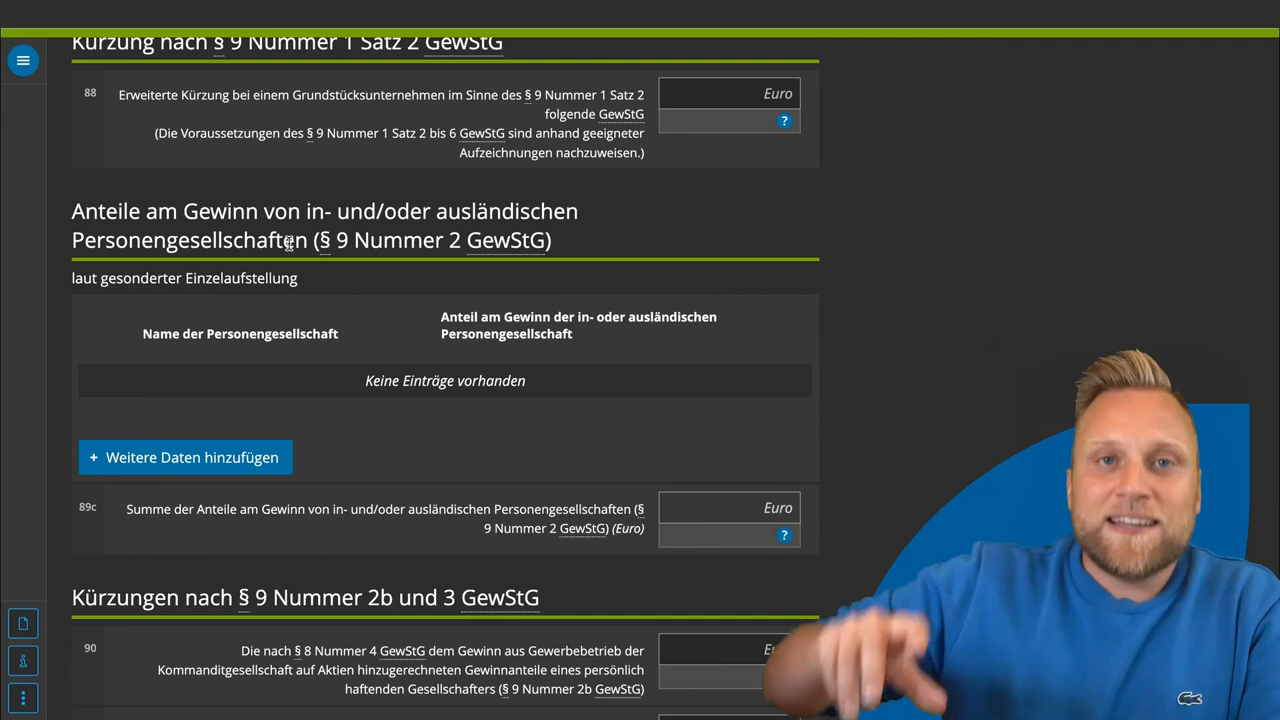 Kürzung nach § 9 Nummer 1 Satz 2 GewStG
88
Erweiterte Kürzung bei einem Grundstücksunternehmen im Sinne des § 9 Nummer 1 Satz 2
folgende GewStG
(Die Voraussetzungen des § 9 Nummer 1 Satz 2 bis 6 GewStG sind anhand geeigneter
Aufzeichnungen nachzuweisen.)
Euro
?
Anteile am Gewinn von in- und/oder ausländischen
Personengesellschaften (§ 9 Nummer 2 GewStG)
laut gesonderter Einzelaufstellung
Name der Personengesellschaft
Anteil am Gewinn der in- oder ausländischen
Personengesellschaft
Keine Einträge vorhanden
+ Weitere Daten hinzufügen
89c
Summe der Anteile am Gewinn von in- und/oder ausländischen Personengesellschaften (§
9 Nummer 2 GewStG) (Euro)
Euro
?
Kürzungen nach § 9 Nummer 2b und 3 GewStG
90
Die nach § 8 Nummer 4 GewStG dem Gewinn aus Gewerbebetrieb der
Kommanditgesellschaft auf Aktien hinzugerechneten Gewinnanteile eines persönlich
haftenden Gesellschafters (§ 9 Nummer 2b GewStG)